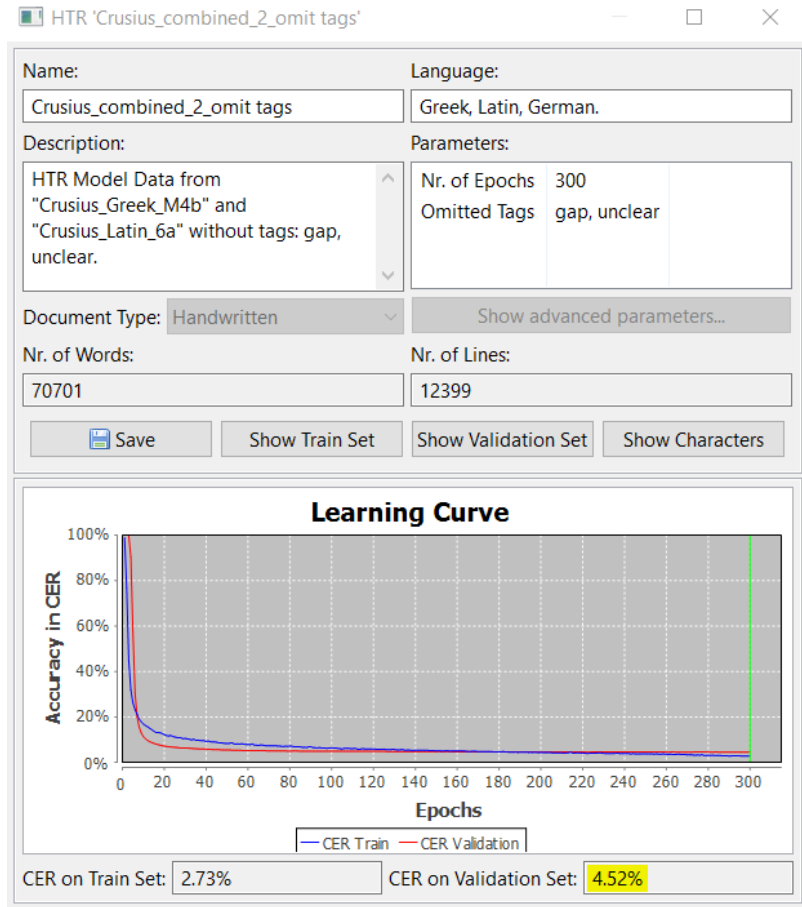 HTR 'Crusius_combined_2_omit tags'
Name:
Language:
Crusius_combined_2_omit tags
Greek, Latin, German.
Description:
Parameters:
HTR Model Data from
"Crusius_Greek_M4b" and
"Crusius_Latin_6a" without tags: gap,
unclear.
Nr. of Epochs 300
Omitted Tags gap, unclear
Document Type: Handwritten
Show advanced parameters...
Nr. of Words:
Nr. of Lines:
70701
12399
Save
Show Train Set
Show Validation Set
Show Characters
Learning Curve
Accuracy in CER
100%
80%
60%
40%
20%
0%
0 20 40 60 80 100 120 140 160 180 200 220 240 260 280 300
Epochs
CER Train CER Validation
CER on Train Set: 2.73% CER on Validation Set: 4.52%